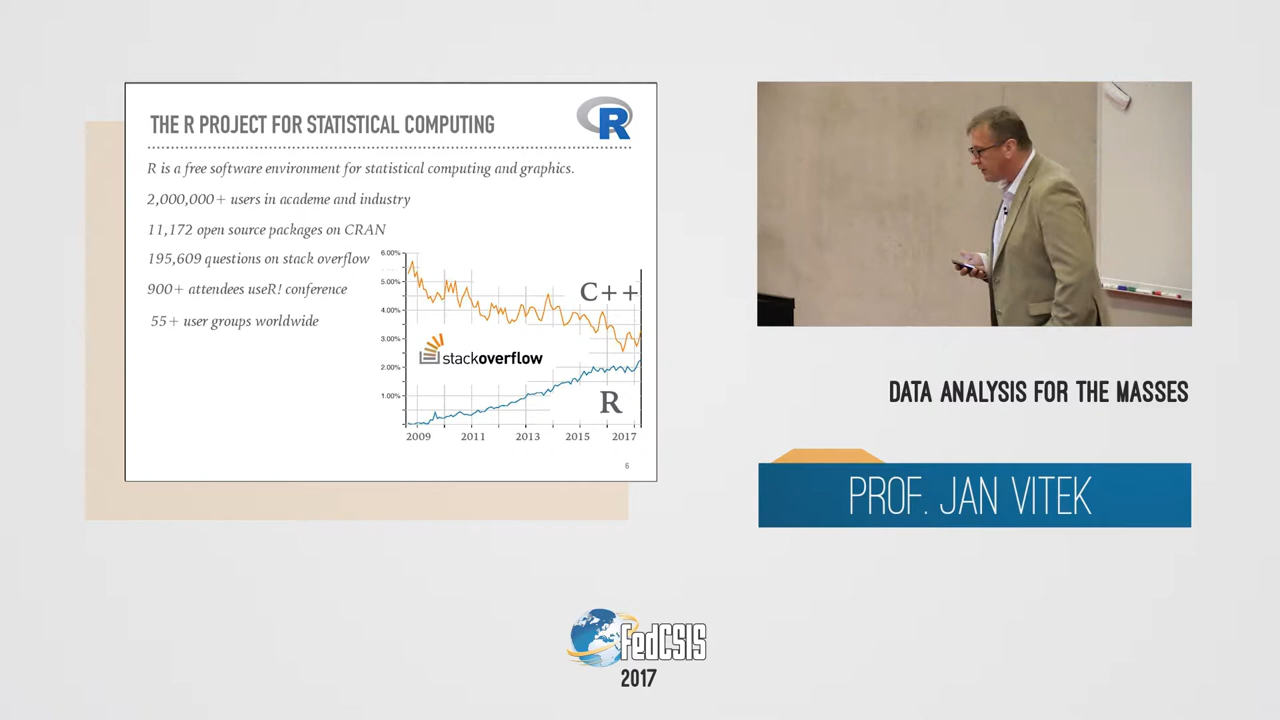 THE R PROJECT FOR STATISTICAL COMPUTING
R
R is a free software environment for statistical computing and graphics.
2,000,000+ users in academe and industry
11,172 open source packages on CRAN
195,609 questions on stack overflow
900+ attendees useR! conference
55+ user groups worldwide
6.00%
5.00%
4.00%
3.00%
2.00%
1.00%
C++
stackoverflow
R
2009 2011 2013 2015 2017
6
DATA ANALYSIS FOR THE MASSES
PROF. JAN VITEK
FedCSIS
2017